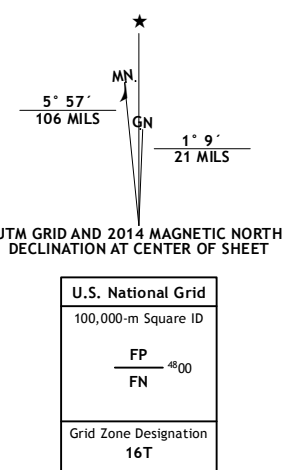 MN.
5° 57´
106 MILS
GN
1° 9´
21 MILS
UTM GRID AND 2014 MAGNETIC NORTH
DECLINATION AT CENTER OF SHEET
U.S. National Grid
100,000-m Square ID
FP
4800
FN
Grid Zone Designation
16T